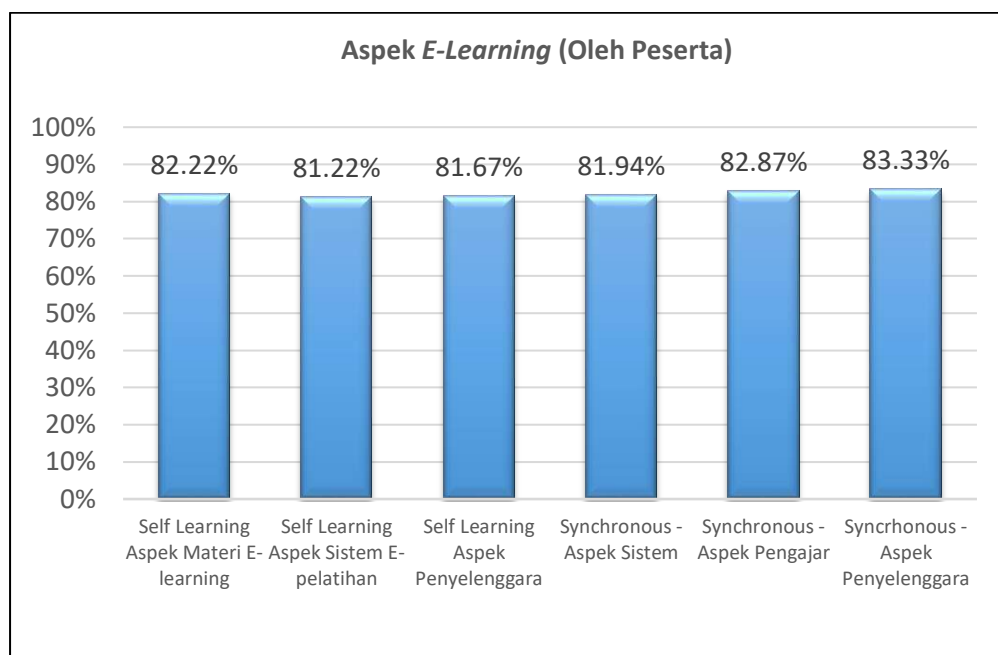 Aspek E-Learning (Oleh Peserta)
100%
90%
80%
70%
60%
50%
40%
30%
20%
10%
0%
82.22%
81.22%
81.67%
81.94%
82.87%
83.33%
Self Learning
Aspek Materi E-
learning
Self Learning
Aspek Sistem E-
pelatihan
Self Learning
Aspek
Penyelenggara
Synchronous -
Aspek Sistem
Synchronous -
Aspek Pengajar
Syncrhonous -
Aspek
Penyelenggara